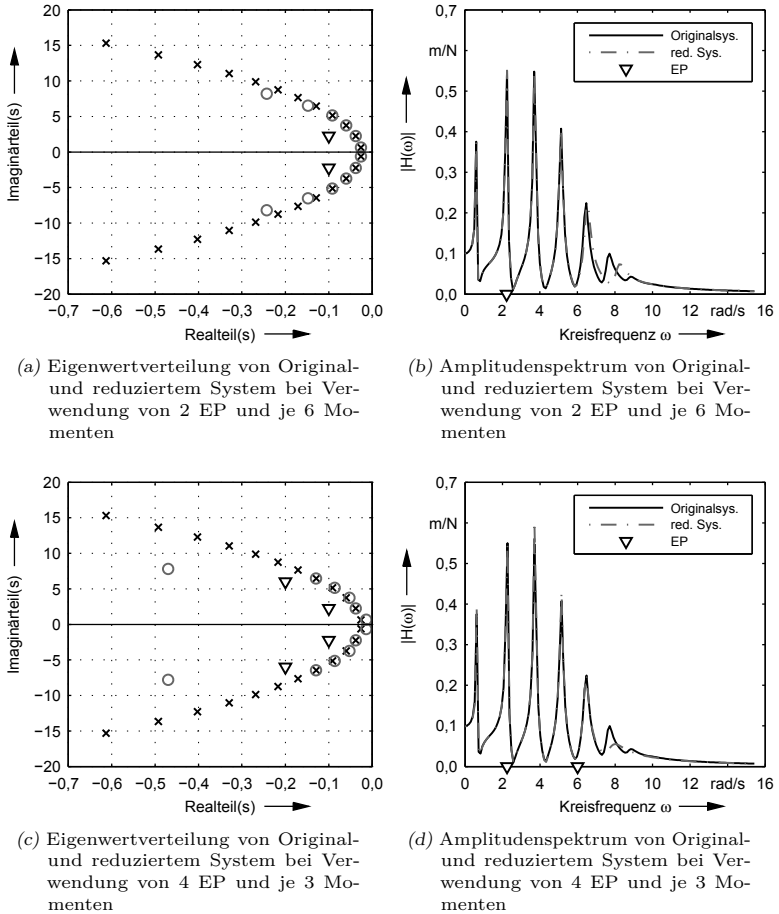 20
15
10
5
0
−5
−10
−15
−20
Imaginärteil(s)
−0,7 −0,6 −0,5 −0,4 −0,3 −0,2 −0,1 0,0
Realteil(s)
0,7
m/N
0,5
0,4
0,3
0,2
0,1
0,0
|H(ω)|
Originalsys.
red. Sys.
EP
0 2 4 6 8 10 12 rad/s 16
Kreisfrequenz ω
(a) Eigenwertverteilung von Original-
und reduziertem System bei Ver-
wendung von 2 EP und je 6 Mo-
menten
(b) Amplitudenspektrum von Original-
und reduziertem System bei Ver-
wendung von 2 EP und je 6 Mo-
menten
20
15
10
5
0
−5
−10
−15
−20
Imaginärteil(s)
−0,7 −0,6 −0,5 −0,4 −0,3 −0,2 −0,1 0,0
Realteil(s)
0,7
m/N
0,5
0,4
0,3
0,2
0,1
0,0
|H(ω)|
Originalsys.
red. Sys.
EP
0 2 4 6 8 10 12 rad/s 16
Kreisfrequenz ω
(c) Eigenwertverteilung von Original-
und reduziertem System bei Ver-
wendung von 4 EP und je 3 Mo-
menten
(d) Amplitudenspektrum von Original-
und reduziertem System bei Ver-
wendung von 4 EP und je 3 Mo-
menten